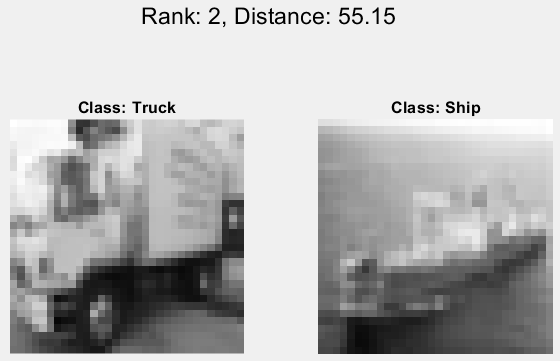 Rank: 2, Distance: 55.15
Class: Truck
Class: Ship